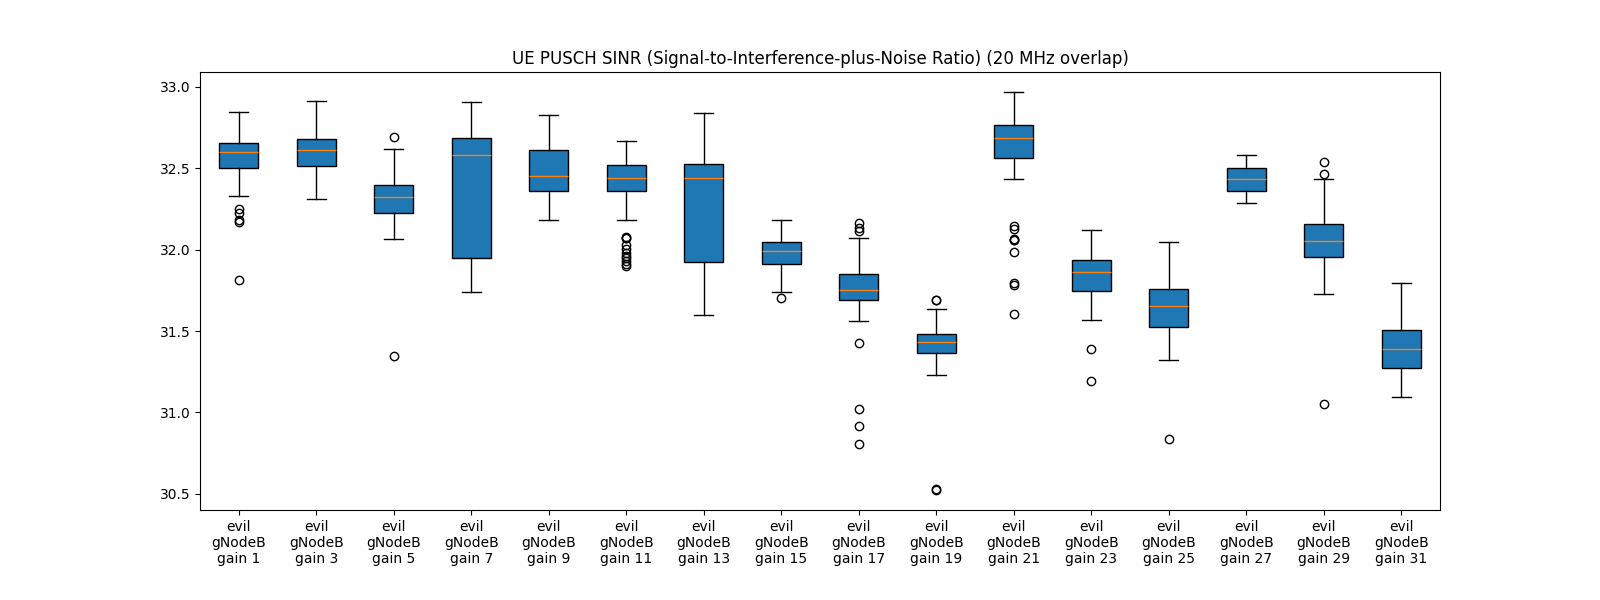 UE PUSCH SINR (Signal-to-Interference-plus-Noise Ratio) (20 MHz overlap)
33.0
32.5
32.0
31.5
31.0
30.5
evil gNodeB gain 1
evil gNodeB gain 3
evil gNodeB gain 5
evil gNodeB gain 7
evil gNodeB gain 9
evil gNodeB gain 11
evil gNodeB gain 13
evil gNodeB gain 15
evil gNodeB gain 17
evil gNodeB gain 19
evil gNodeB gain 21
evil gNodeB gain 23
evil gNodeB gain 25
evil gNodeB gain 27
evil gNodeB gain 29
evil gNodeB gain 31